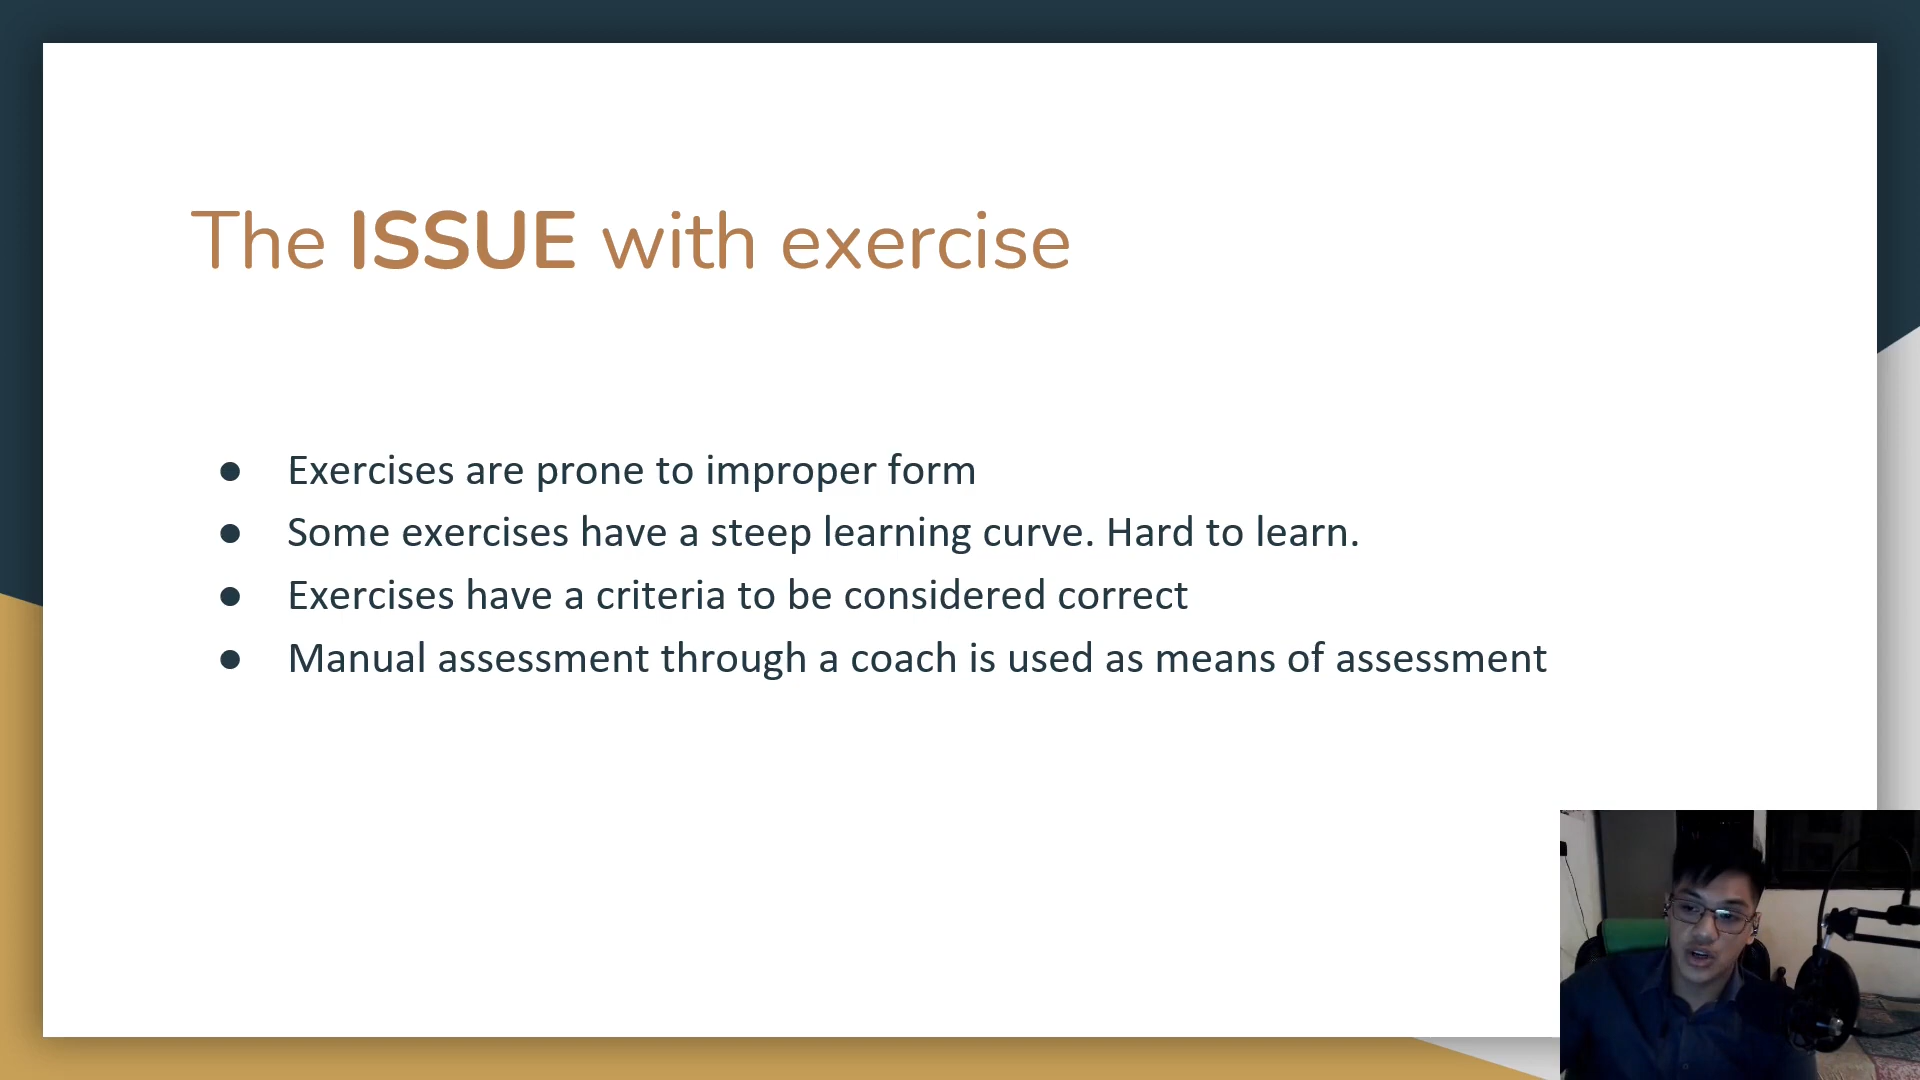 The ISSUE with exercise
● Exercises are prone to improper form
● Some exercises have a steep learning curve. Hard to learn.
● Exercises have a criteria to be considered correct
● Manual assessment through a coach is used as means of assessment